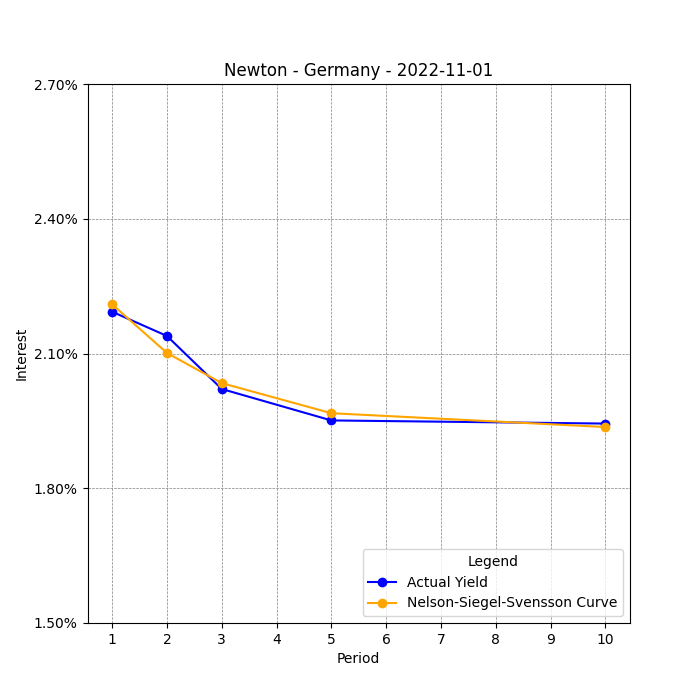 Newton - Germany - 2022-11-01
2.70%
2.40%
2.10%
1.80%
1.50%
Interest
Legend
Actual Yield
Nelson-Siegel-Svensson Curve
1 2 3 4 5 6 7 8 9 10
Period